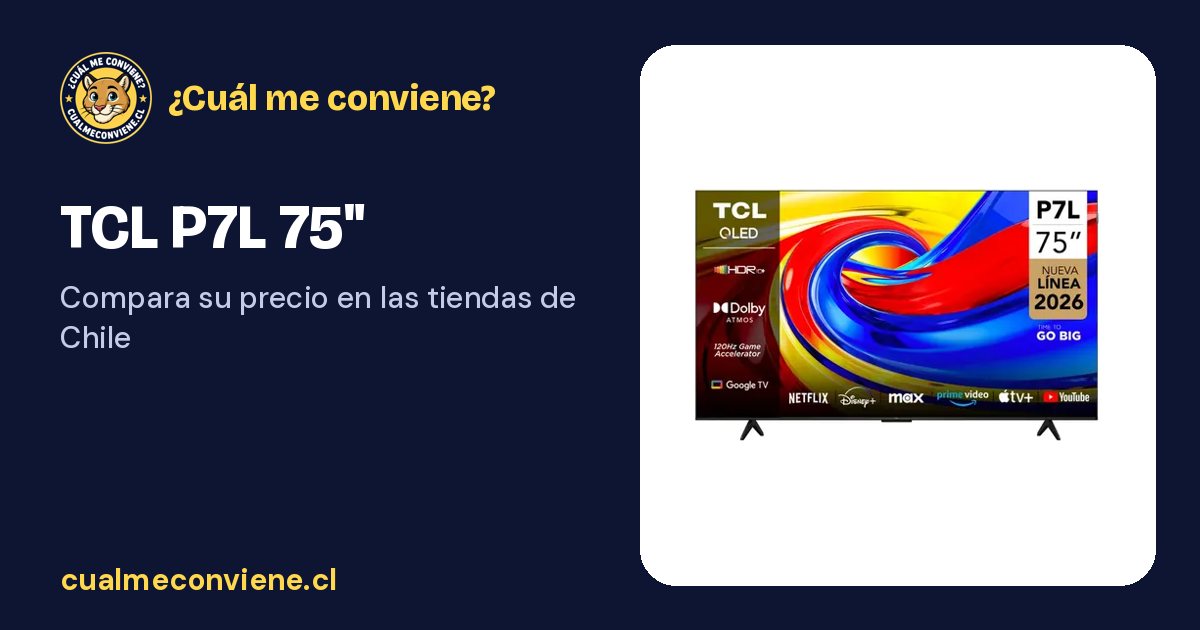 ¿CUÁL ME CONVIENE?
CUALMECONVIENE.CL
¿Cuál me conviene?
TCL P7L 75"
Compara su precio en las tiendas de
Chile
cualmeconviene.cl
TCL
QLED
HDR
Dolby
ATMOS
120Hz Game
Accelerator
Google TV
P7L
75"
NUEVA
LÍNEA
2026
TIME TO
GO BIG
NETFLIX
Disney+
max
prime video
tv+
YouTube